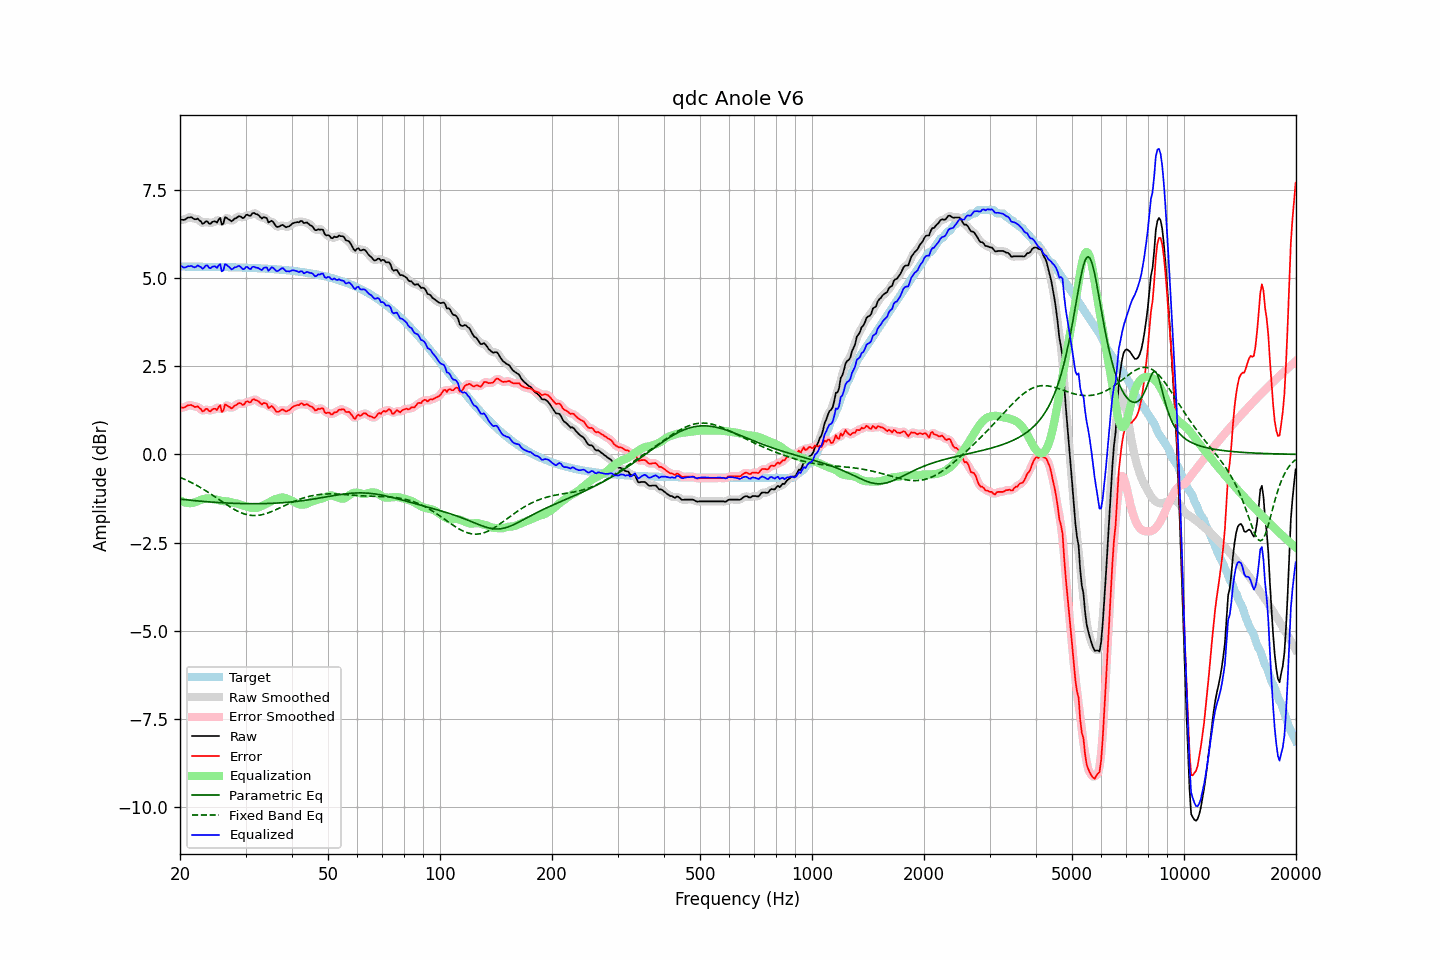 qdc Anole V6
Amplitude (dBr)
7.5
5.0
2.5
0.0
−2.5
−5.0
−7.5
−10.0
Target
Raw Smoothed
Error Smoothed
Raw
Error
Equalization
Parametric Eq
Fixed Band Eq
Equalized
20 50 100 200 500 1000 2000 5000 10000 20000
Frequency (Hz)